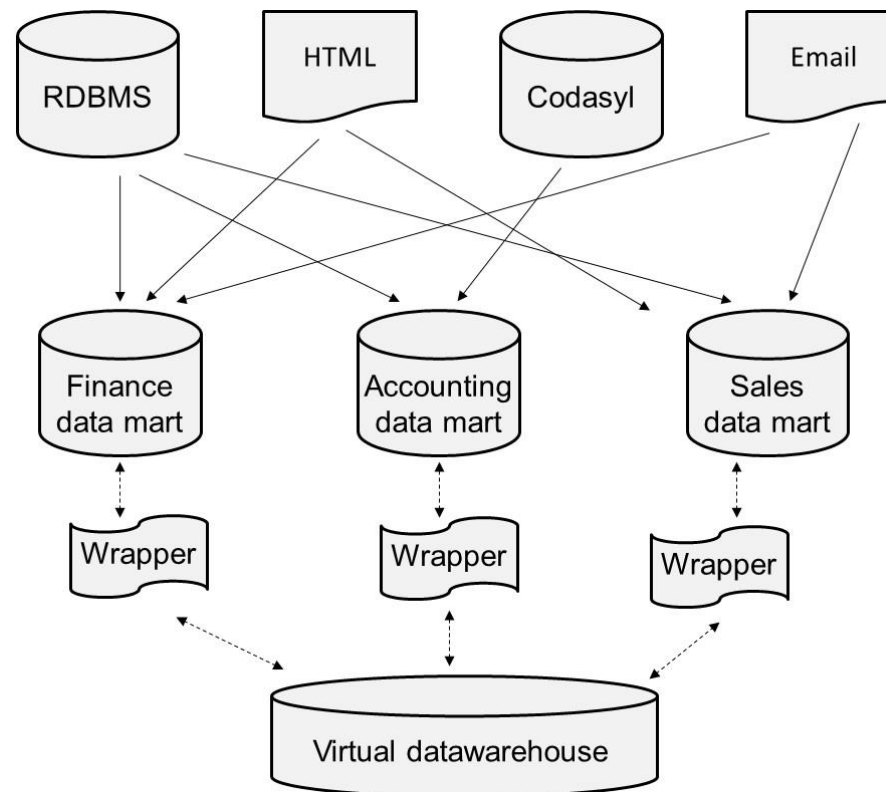 RDBMS
HTML
Codasyl
Email
Finance
data mart
Accounting
data mart
Sales
data mart
Wrapper
Wrapper
Wrapper
Virtual datawarehouse